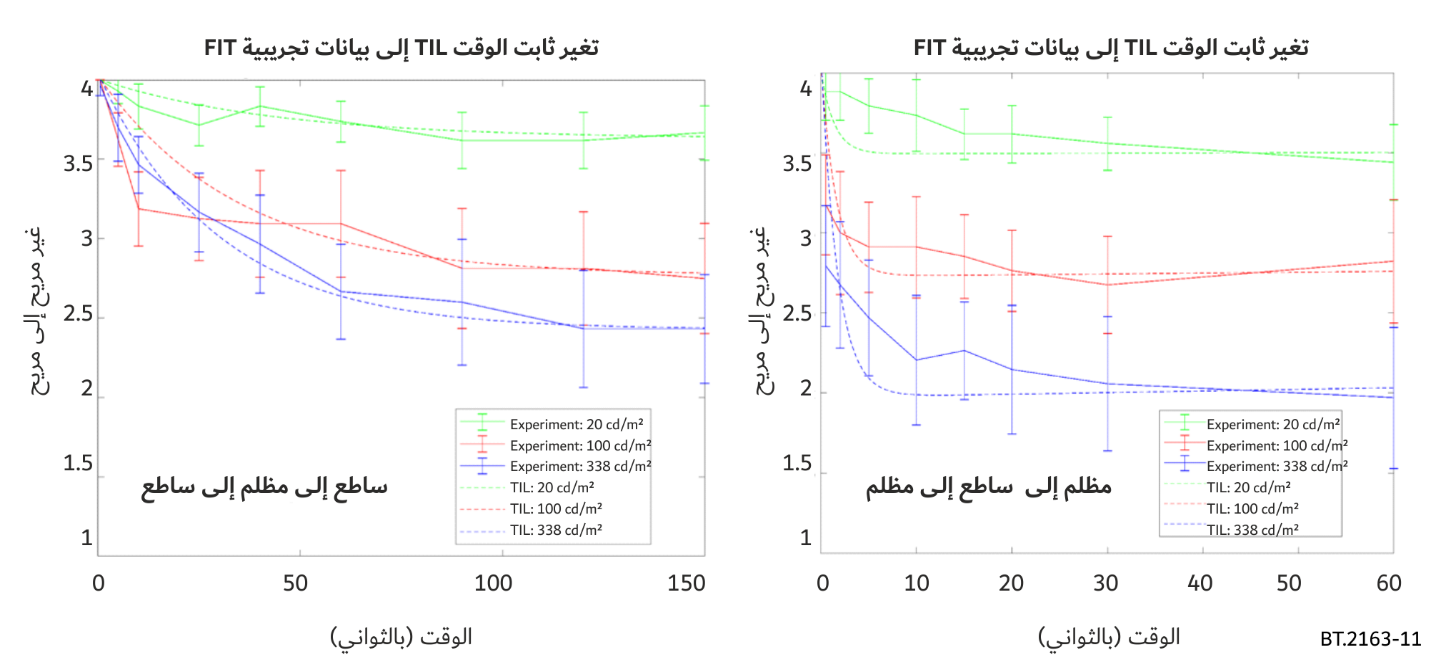 تغير ثابت الوقت TIL إلى بيانات تجريبية FIT
4
3.5
3
2.5
2
1.5
1
غير مريح إلى مريح
ساطع إلى مظلم إلى ساطع
Experiment: 20 cd/m²
Experiment: 100 cd/m²
Experiment: 338 cd/m²
TIL: 20 cd/m²
TIL: 100 cd/m²
TIL: 338 cd/m²
0 50 100 150
الوقت (بالثواني)
تغير ثابت الوقت TIL إلى بيانات تجريبية FIT
4
3.5
3
2.5
2
1.5
1
غير مريح إلى مريح
مظلم إلى ساطع إلى مظلم
Experiment: 20 cd/m²
Experiment: 100 cd/m²
Experiment: 338 cd/m²
TIL: 20 cd/m²
TIL: 100 cd/m²
TIL: 338 cd/m²
0 10 20 30 40 50 60
الوقت (بالثواني)
BT.2163-11